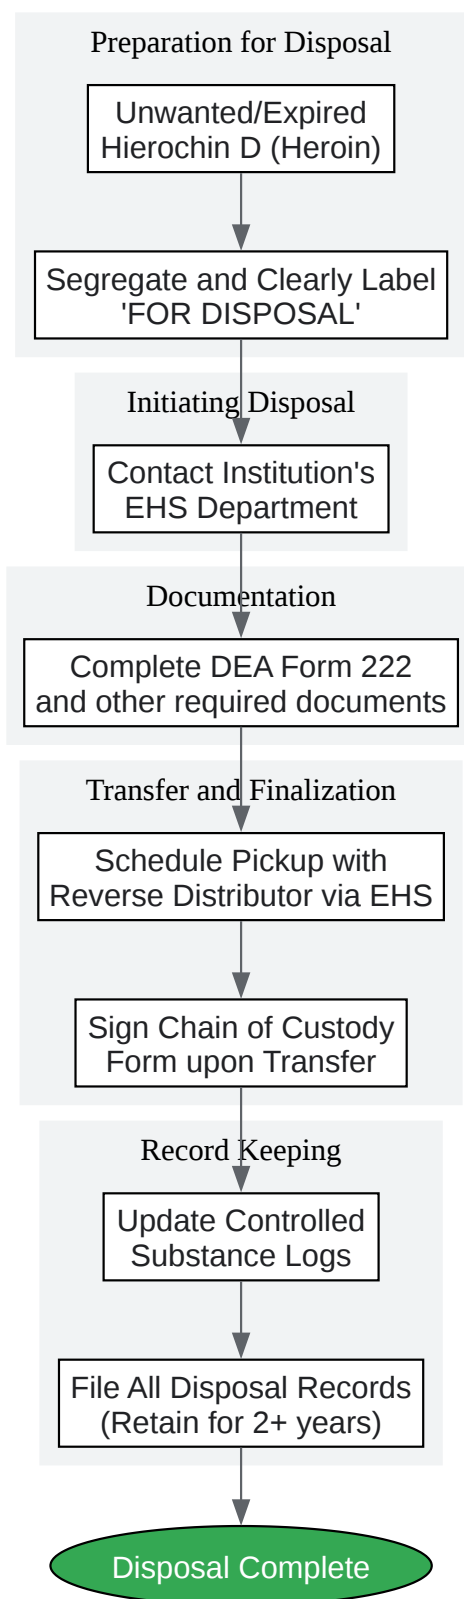 Preparation for Disposal
Unwanted/Expired
Hierochin D (Heroin)
Segregate and Clearly Label
'FOR DISPOSAL'
Initiating Disposal
Contact Institution's
EHS Department
Documentation
Complete DEA Form 222
and other required documents
Transfer and Finalization
Schedule Pickup with
Reverse Distributor via EHS
Sign Chain of Custody
Form upon Transfer
Record Keeping
Update Controlled
Substance Logs
File All Disposal Records
(Retain for 2+ years)
Disposal Complete